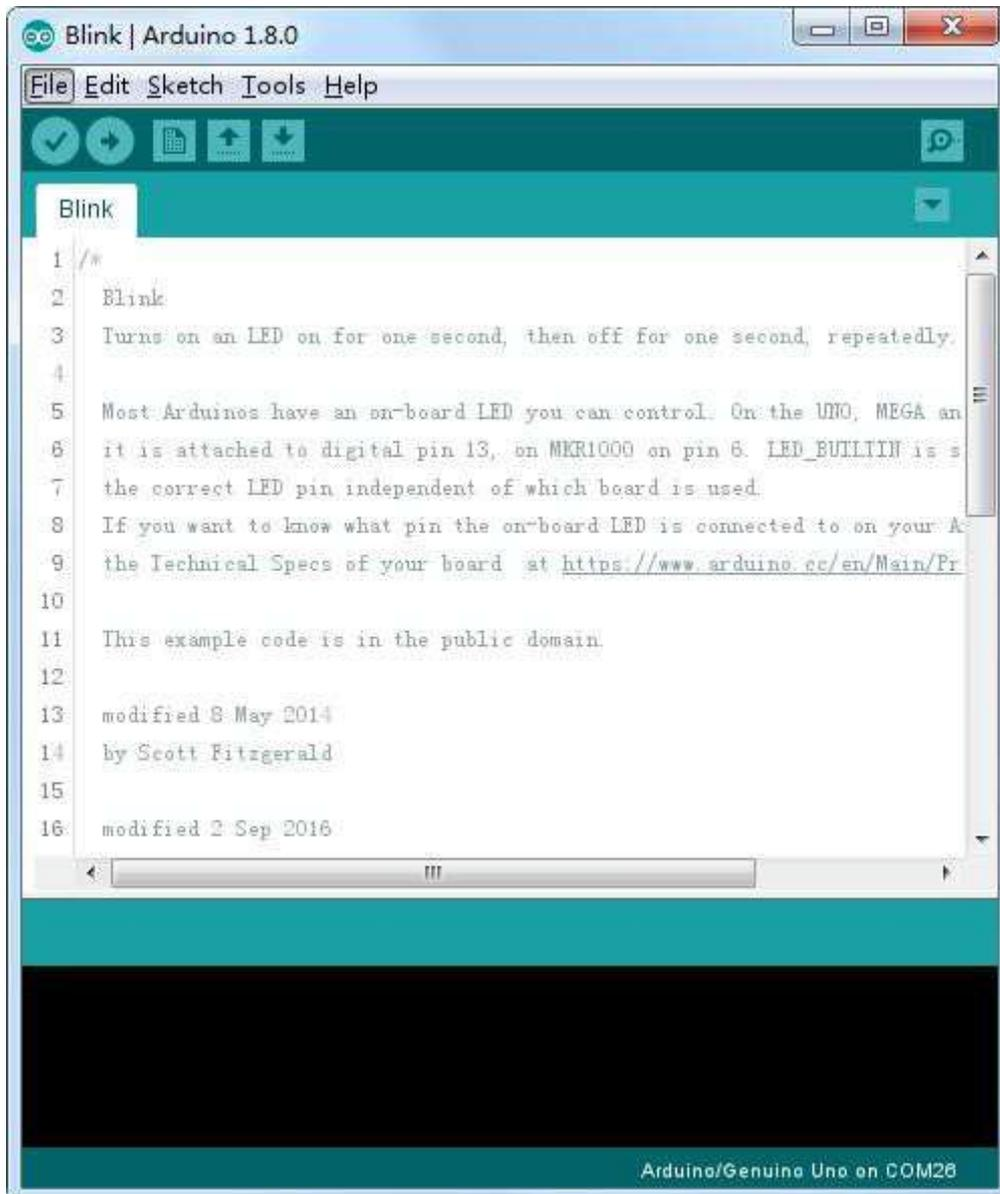 Blink | Arduino 1.8.0
File Edit Sketch Tools Help
Blink
1 /*
2 Blink
3 Turns on an LED on for one second, then off for one second, repeatedly.
4
5 Most Arduinos have an on-board LED you can control. On the UNO, MEGA an
6 it is attached to digital pin 13, on MKR1000 on pin 6. LED_BUILTIN is s
7 the correct LED pin independent of which board is used.
8 If you want to know what pin the on-board LED is connected to on your A
9 the Technical Specs of your board at https://www.arduino.cc/en/Main/Pr
10
11 This example code is in the public domain.
12
13 modified 8 May 2014
14 by Scott Fitzgerald
15
16 modified 2 Sep 2016
Arduino/Genuino Uno on COM26